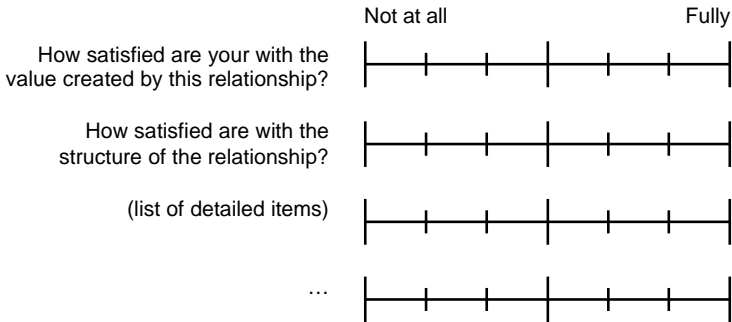 Not at all Fully
How satisfied are your with the
value created by this relationship?
How satisfied are with the
structure of the relationship?
(list of detailed items)
…